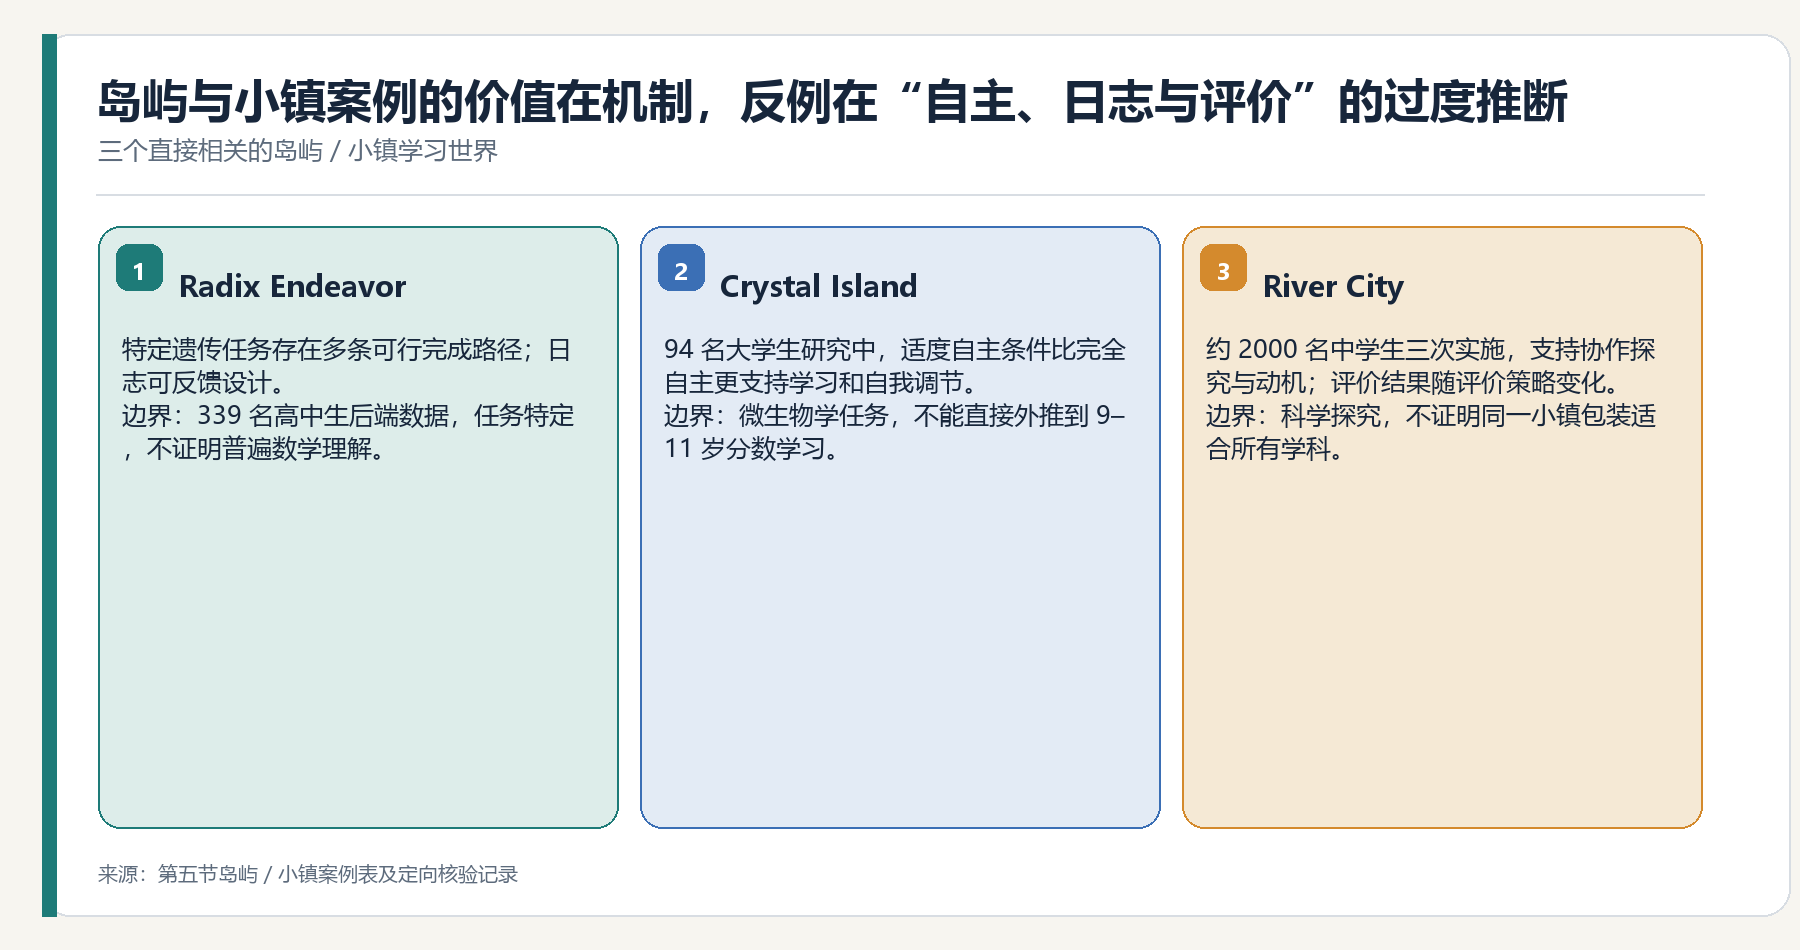 岛屿与小镇案例的价值在机制，反例在“自主、日志与评价”的过度推断
三个直接相关的岛屿 / 小镇学习世界
1
Radix Endeavor
特定遗传任务存在多条可行完成路径；日
志可反馈设计。
边界：339 名高中生后端数据，任务特定
，不证明普遍数学理解。
2
Crystal Island
94 名大学生研究中，适度自主条件比完全
自主更支持学习和自我调节。
边界：微生物学任务，不能直接外推到 9–
11 岁分数学习。
3
River City
约 2000 名中学生三次实施，支持协作探
究与动机；评价结果随评价策略变化。
边界：科学探究，不证明同一小镇包装适
合所有学科。
来源：第五节岛屿 / 小镇案例表及定向核验记录